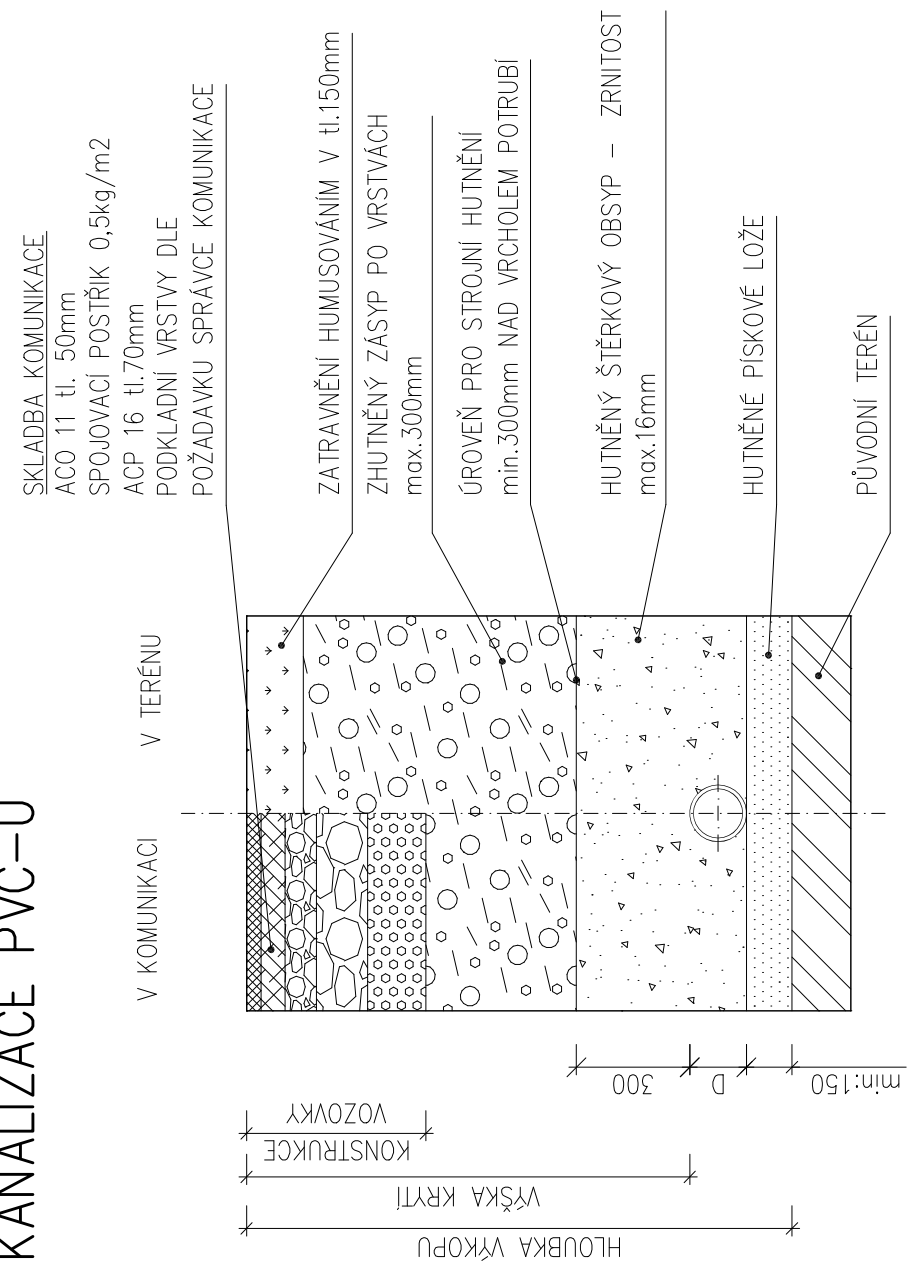 KANALIZACE PVC-U
V KOMUNIKACI
V TERÉNU
SKLADBA KOMUNIKACE
ACO 11 tl. 50mm
SPOJOVACÍ POSTŘIK 0,5kg/m2
ACP 16 tl.70mm
PODKLADNÍ VRSTVY DLE
POŽADAVKU SPRÁVCE KOMUNIKACE
ZATRAVNĚNÍ HUMUSOVÁNÍM V tl.150mm
ZHUTNĚNÝ ZÁSYP PO VRSTVÁCH
max.300mm
ÚROVEŇ PRO STROJNÍ HUTNĚNÍ
min.300mm NAD VRCHOLEM POTRUBÍ
HUTNĚNÝ ŠTĚRKOVÝ OBSYP - ZRNITOST
max.16mm
HUTNĚNÉ PÍSKOVÉ LOŽE
PŮVODNÍ TERÉN
KONSTRUKCE
VOZOVKY
VÝŠKA KRYTÍ
HLOUBKA VÝKOPU
300
D
min.150